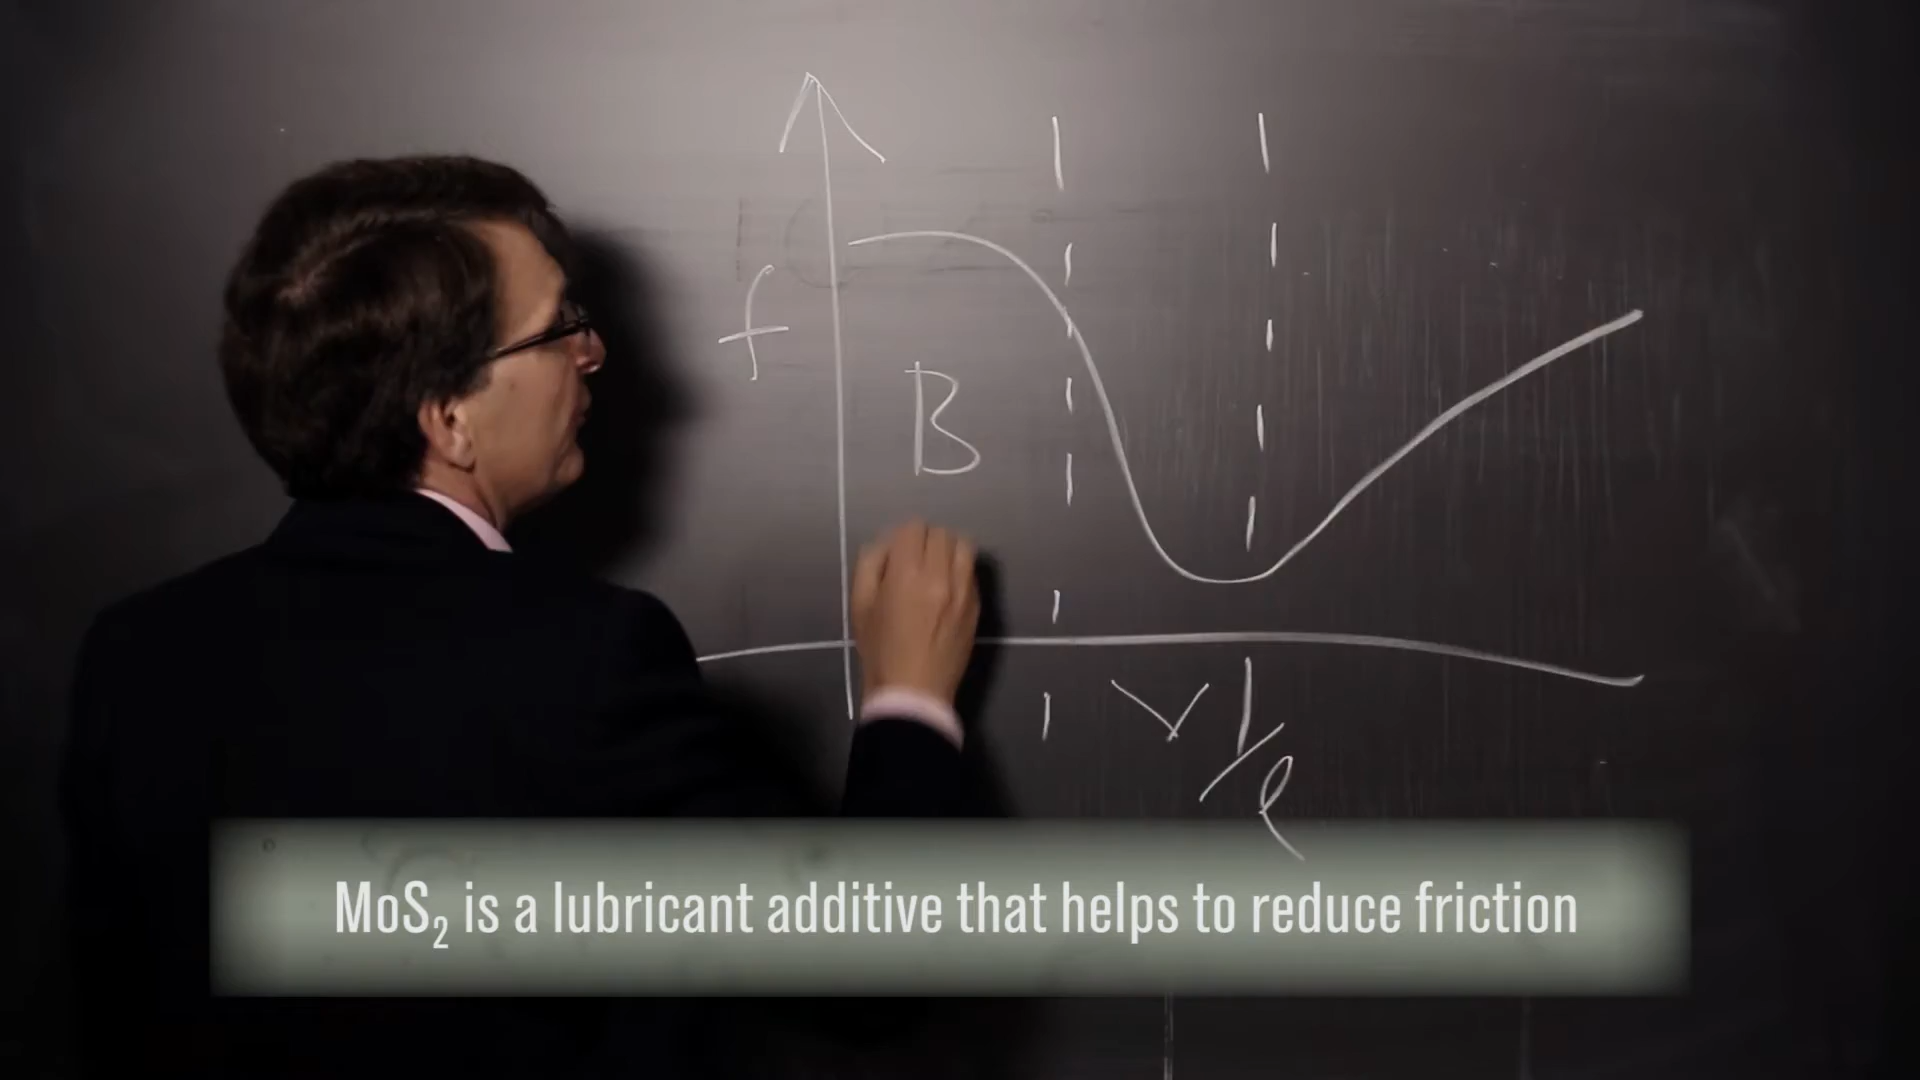 f
B
V/ℓ
MoS₂ is a lubricant additive that helps to reduce friction